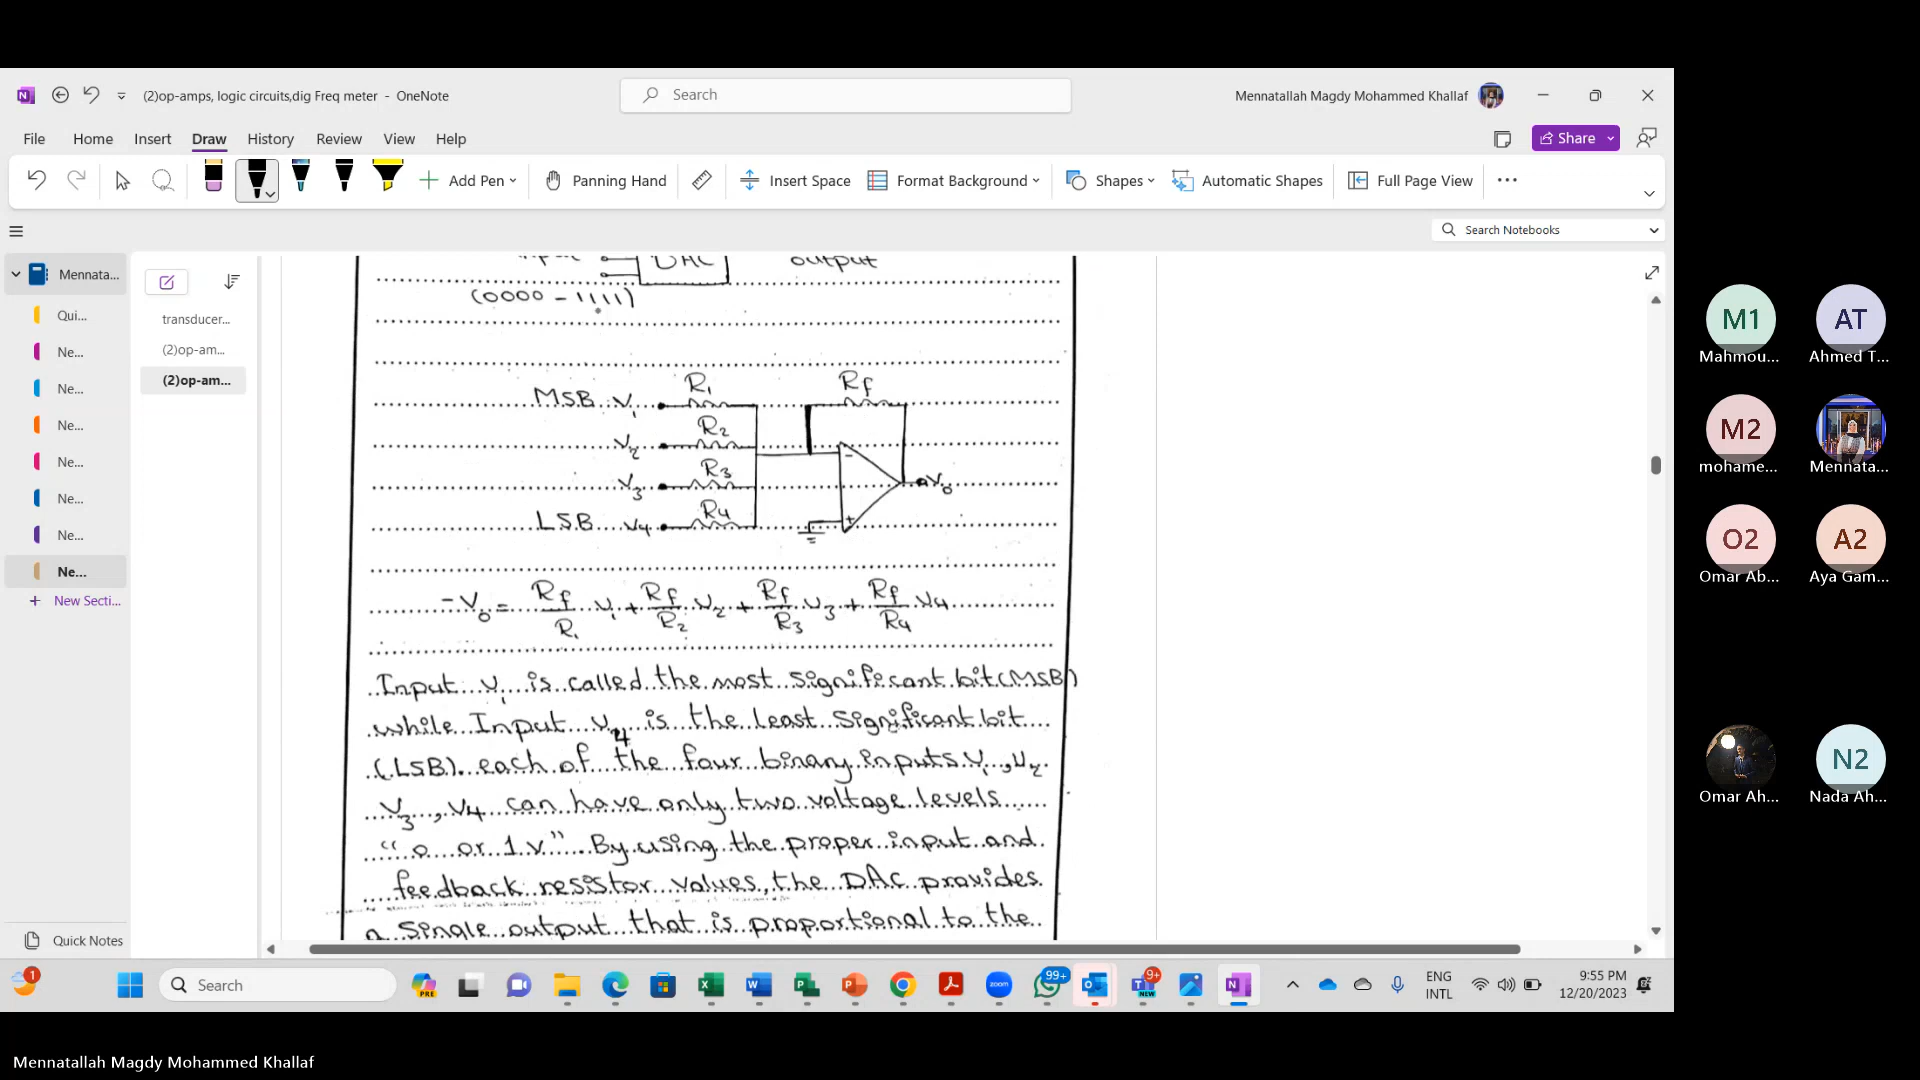 (2)op-amps, logic circuits,dig Freq meter - OneNote
Search
Mennatallah Magdy Mohammed Khallaf
File Home Insert Draw History Review View Help
Share
Add Pen
Panning Hand
Insert Space
Format Background
Shapes
Automatic Shapes
Full Page View
Search Notebooks
Mennata...
Qui...
Ne...
Ne...
Ne...
Ne...
Ne...
Ne...
Ne...
New Secti...
Quick Notes
transducer...
(2)op-am...
(2)op-am...
DAC output
(0000 - 1111)
MSB V1 R1 Rf
V2 R2
V3 R3 - Vo
LSB V4 R4 +
-Vo = Rf/R1 V1 + Rf/R2 V2 + Rf/R3 V3 + Rf/R4 V4
Input V1 is called the most significant bit (MSB)
while Input V4 is the least significant bit
(LSB). each of the four binary inputs V1, V2
V3, V4 can have only two voltage levels
"0 or 1 v". By using the proper input and
feedback resistor values, the DAC provides
a single output that is proportional to the
M1
Mahmou...
AT
Ahmed T...
M2
mohame...
Mennata...
O2
Omar Ab...
A2
Aya Gam...
Omar Ah...
N2
Nada Ah...
1
Search
PRE
zoom
99+
9+
NEW
ENG
INTL
9:55 PM
12/20/2023
Mennatallah Magdy Mohammed Khallaf